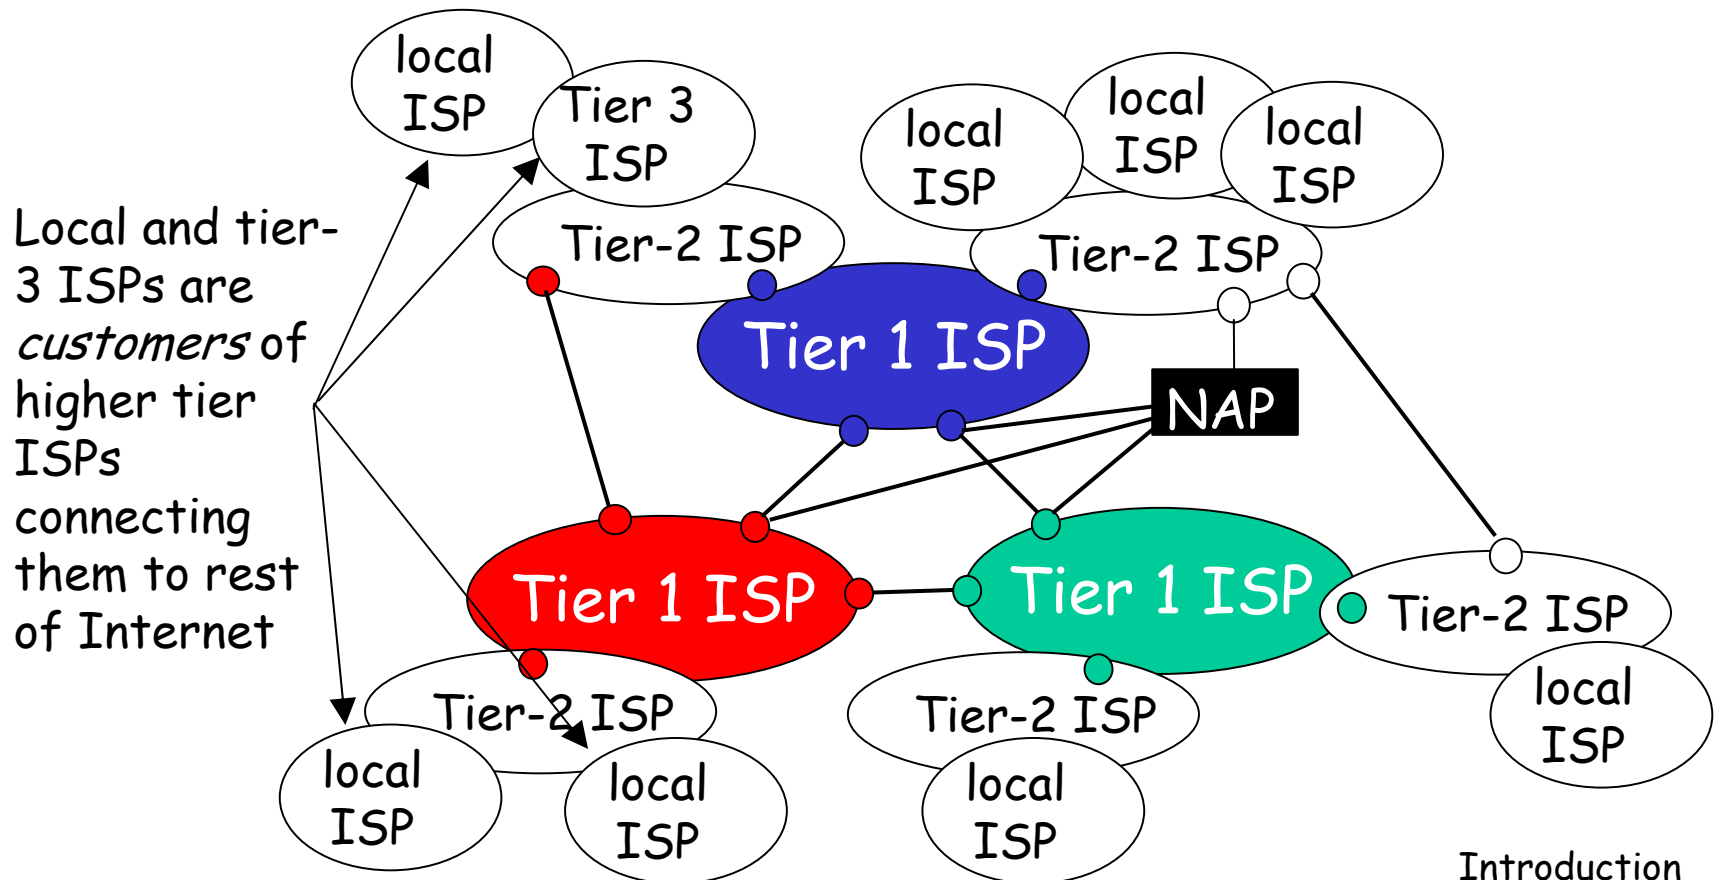 local
ISP
Tier 3
ISP
local
ISP
local
ISP
local
ISP
Local and tier-
3 ISPs are
customers of
higher tier
ISPs
connecting
them to rest
of Internet
Tier-2 ISP
Tier-2 ISP
Tier 1 ISP
NAP
Tier 1 ISP
Tier 1 ISP
Tier-2 ISP
Tier-2 ISP
Tier-2 ISP
local
ISP
local
ISP
local
ISP
local
ISP
Introduction